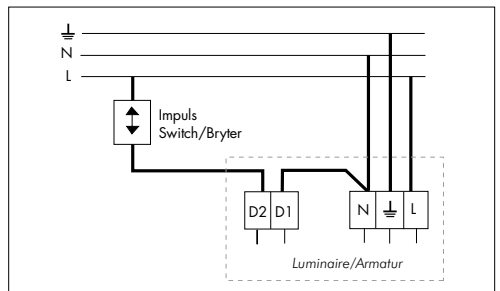 N
L
Impuls
Switch/Bryter
D2 D1 N L
Luminaire/Armatur